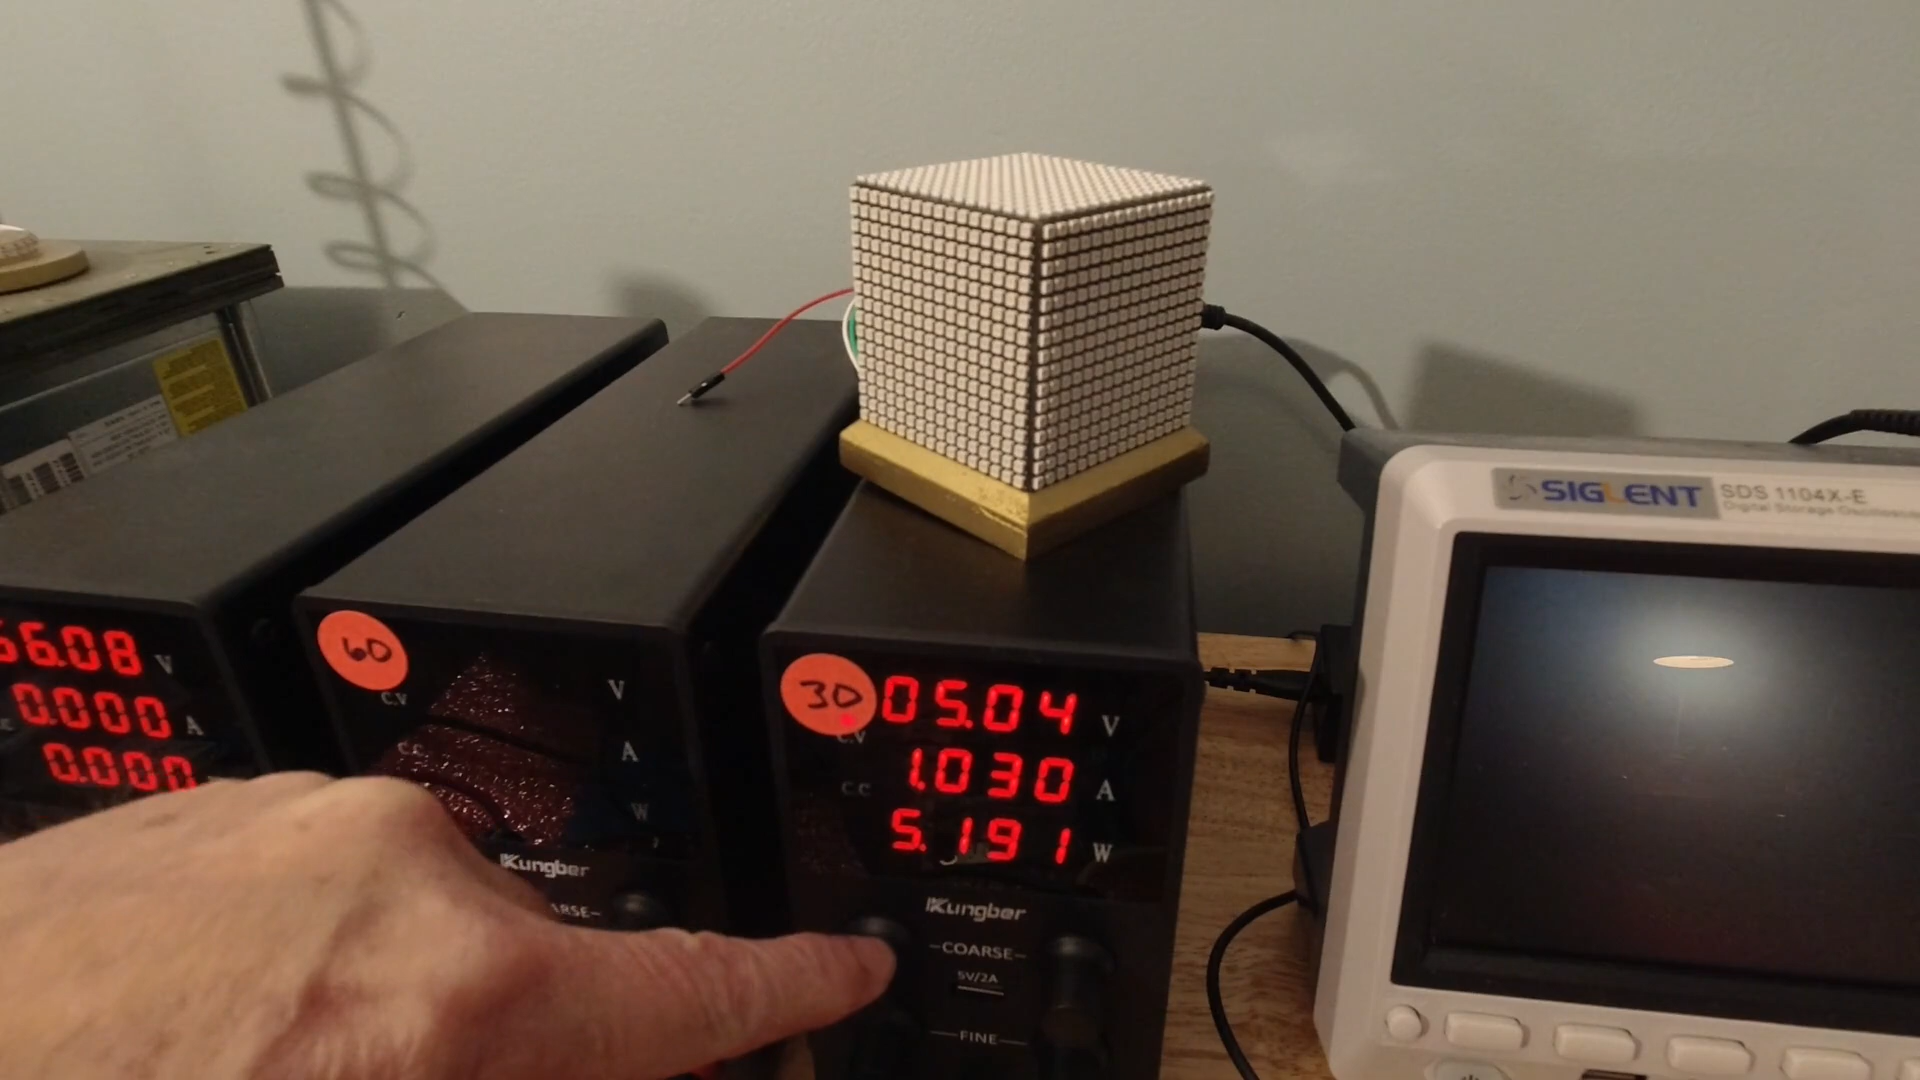 SIGLENT SDS 1104X-E
Digital Storage
66.08 V
0.000 A
0.000
60
C.V
C.C
V
A
W
Kungber
ARSE-
30
05.04 V
C.V
1.030 A
C.C
5.191 W
Kungber
-COARSE-
5V/2A
-FINE-